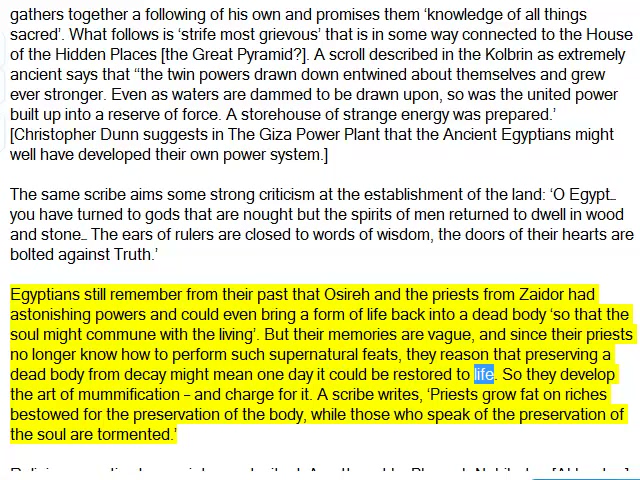 gathers together a following of his own and promises them ‘knowledge of all things
sacred’. What follows is ‘strife most grievous’ that is in some way connected to the House
of the Hidden Places [the Great Pyramid?]. A scroll described in the Kolbrin as extremely
ancient says that “the twin powers drawn down entwined about themselves and grew
ever stronger. Even as waters are dammed to be drawn upon, so was the united power
built up into a reserve of force. A storehouse of strange energy was prepared.’
[Christopher Dunn suggests in The Giza Power Plant that the Ancient Egyptians might
well have developed their own power system.]
The same scribe aims some strong criticism at the establishment of the land: ‘O Egypt…
you have turned to gods that are nought but the spirits of men returned to dwell in wood
and stone… The ears of rulers are closed to words of wisdom, the doors of their hearts are
bolted against Truth.’
Egyptians still remember from their past that Osireh and the priests from Zaidor had
astonishing powers and could even bring a form of life back into a dead body ‘so that the
soul might commune with the living’. But their memories are vague, and since their priests
no longer know how to perform such supernatural feats, they reason that preserving a
dead body from decay might mean one day it could be restored to life. So they develop
the art of mummification – and charge for it. A scribe writes, ‘Priests grow fat on riches
bestowed for the preservation of the body, while those who speak of the preservation of
the soul are tormented.’